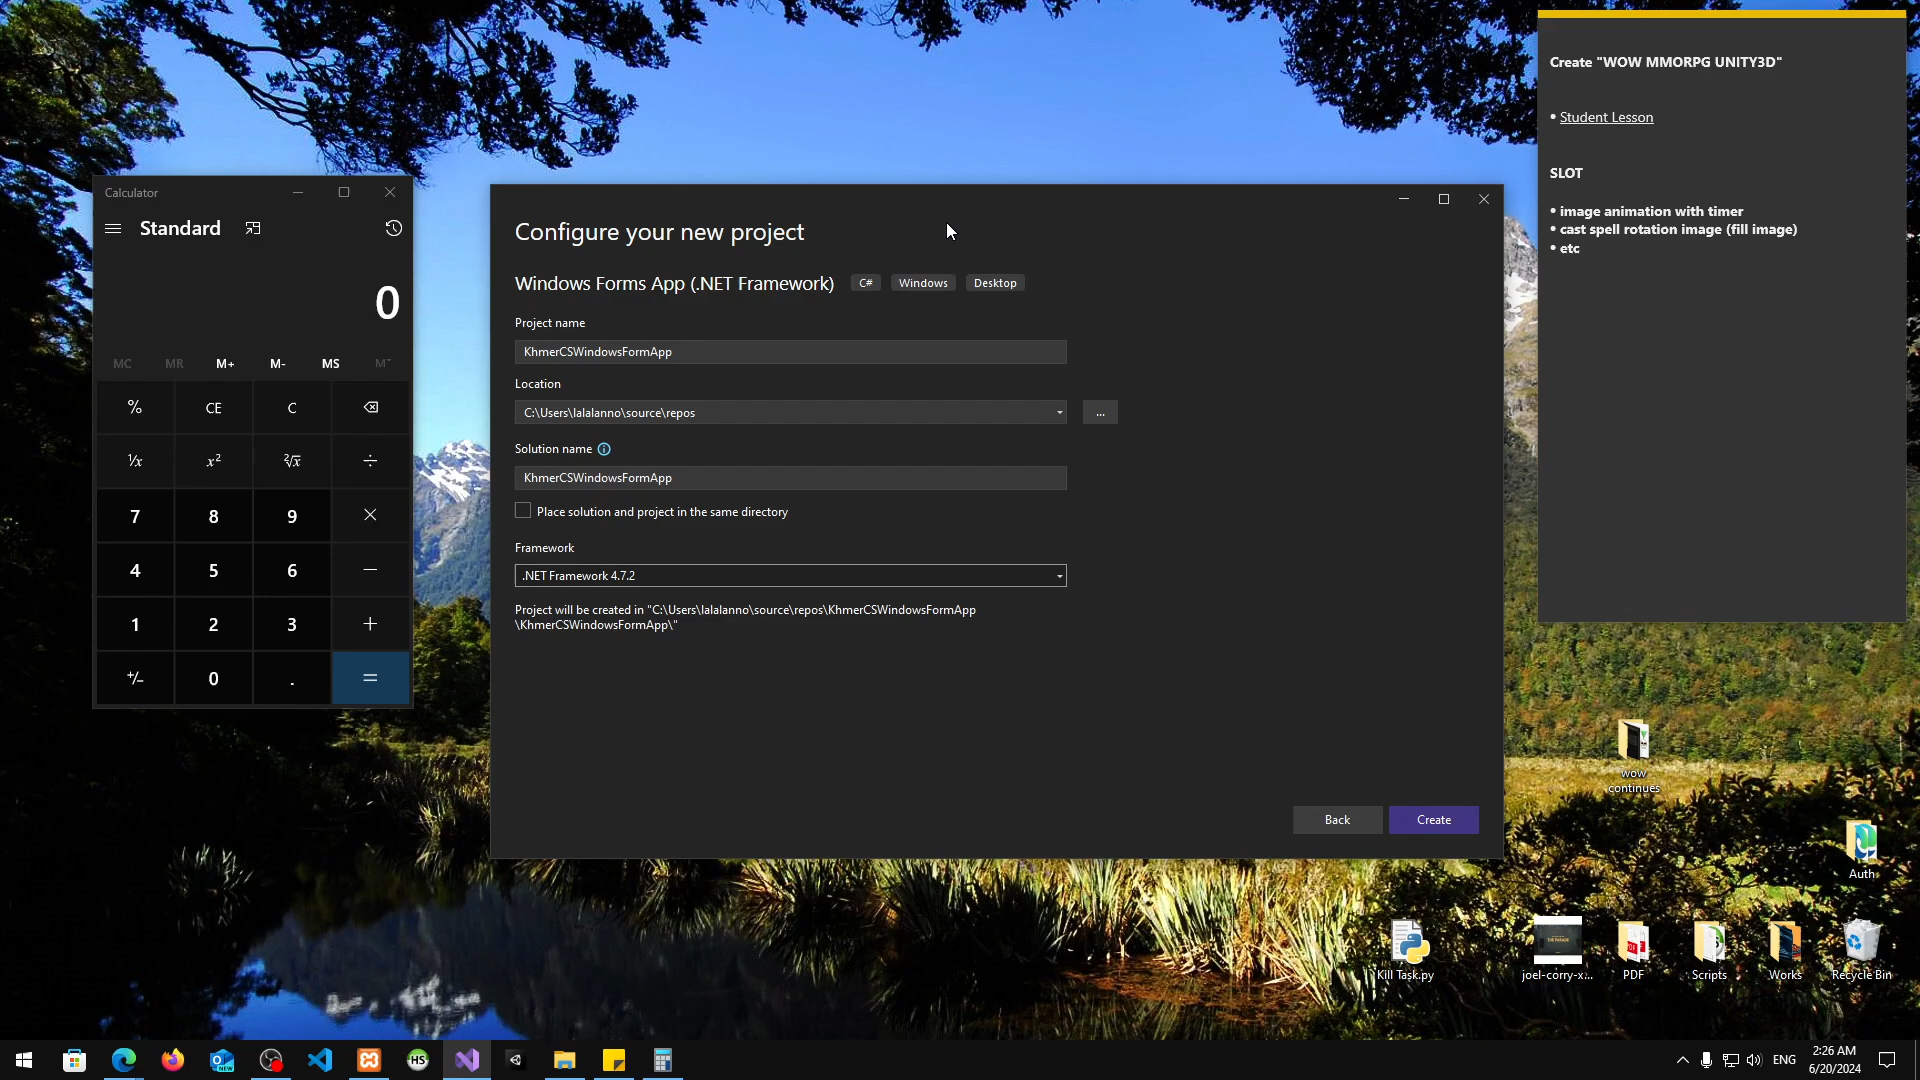 Create "WOW MMORPG UNITY3D"
• Student Lesson
SLOT
• image animation with timer
• cast spell rotation image (fill image)
• etc
Calculator
Standard
0
MC MR M+ M- MS M˅
% CE C
¹/x x² ²√x ÷
7 8 9 ×
4 5 6 −
1 2 3 +
+/− 0 . =
Configure your new project
Windows Forms App (.NET Framework) C# Windows Desktop
Project name
KhmerCSWindowsFormApp
Location
C:\Users\lalalanno\source\repos
...
Solution name
KhmerCSWindowsFormApp
Place solution and project in the same directory
Framework
.NET Framework 4.7.2
Project will be created in "C:\Users\lalalanno\source\repos\KhmerCSWindowsFormApp
\KhmerCSWindowsFormApp\"
Back Create
wow
continues
Auth
Kill Task.py
joel-corry-x...
PDF
Scripts
Works
Recycle Bin
NEW
HS
ENG
2:26 AM
6/20/2024